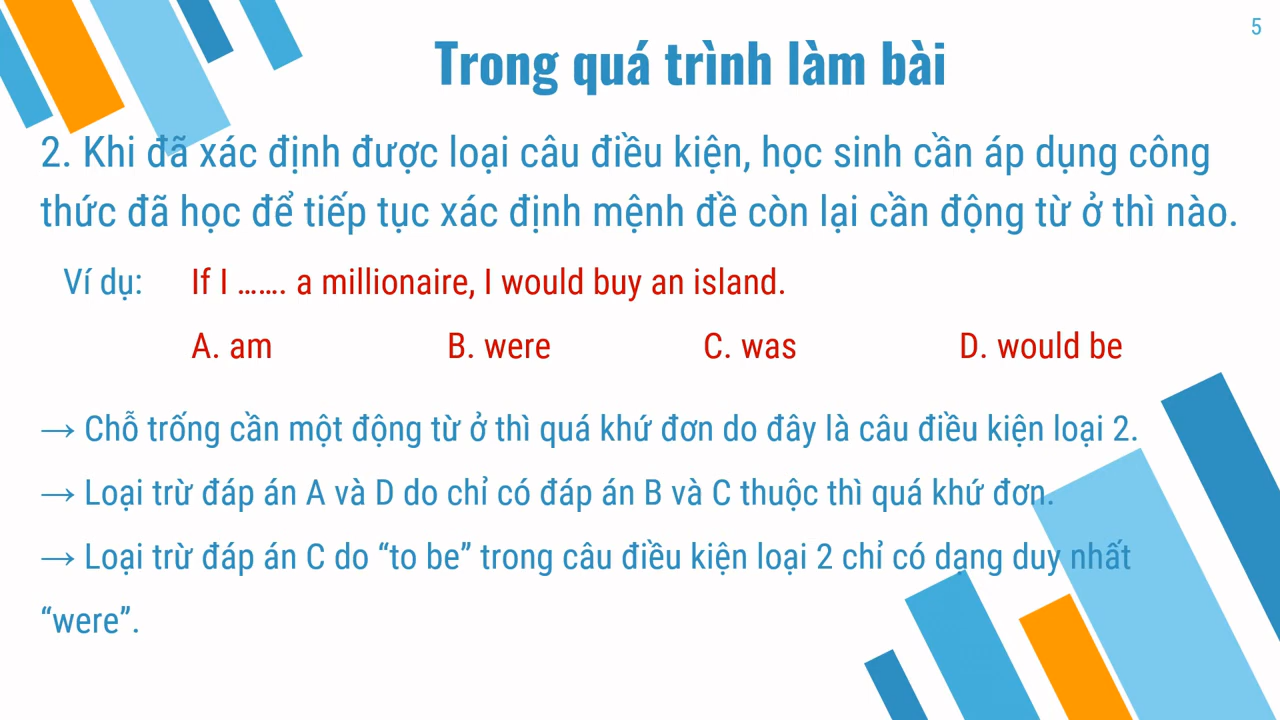 5
Trong quá trình làm bài
2. Khi đã xác định được loại câu điều kiện, học sinh cần áp dụng công
thức đã học để tiếp tục xác định mệnh đề còn lại cần động từ ở thì nào.
Ví dụ: If I ……. a millionaire, I would buy an island.
A. am B. were C. was D. would be
→ Chỗ trống cần một động từ ở thì quá khứ đơn do đây là câu điều kiện loại 2.
→ Loại trừ đáp án A và D do chỉ có đáp án B và C thuộc thì quá khứ đơn.
→ Loại trừ đáp án C do “to be” trong câu điều kiện loại 2 chỉ có dạng duy nhất
“were”.